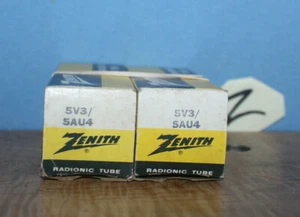 5V3/
5AU4
ZENITH
RADIONIC TUBE
5V3/
5AU4
ZENITH
RADIONIC TUBE